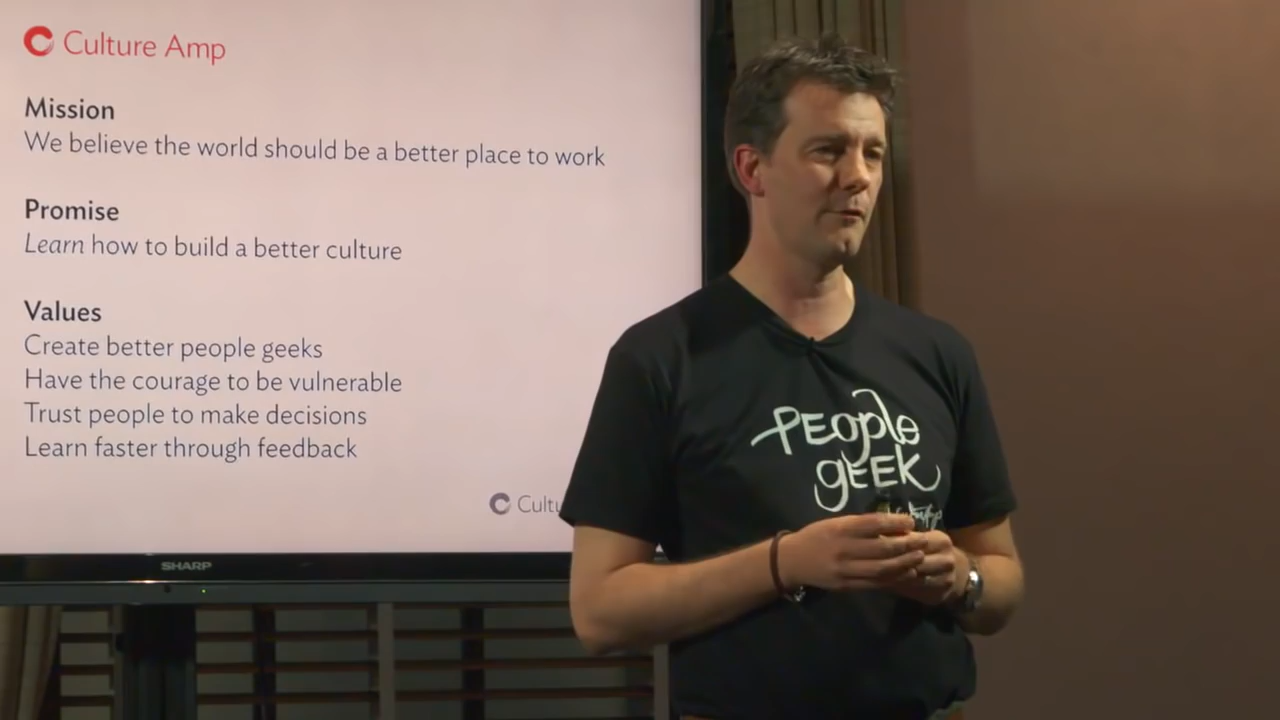 Culture Amp
Mission
We believe the world should be a better place to work
Promise
Learn how to build a better culture
Values
Create better people geeks
Have the courage to be vulnerable
Trust people to make decisions
Learn faster through feedback
Cultu
SHARP
PEOPLE
GEEK